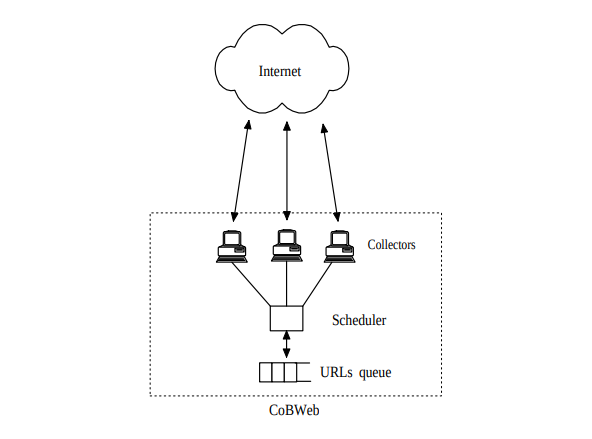 Internet
Collectors
Scheduler
URLs queue
CoBWeb